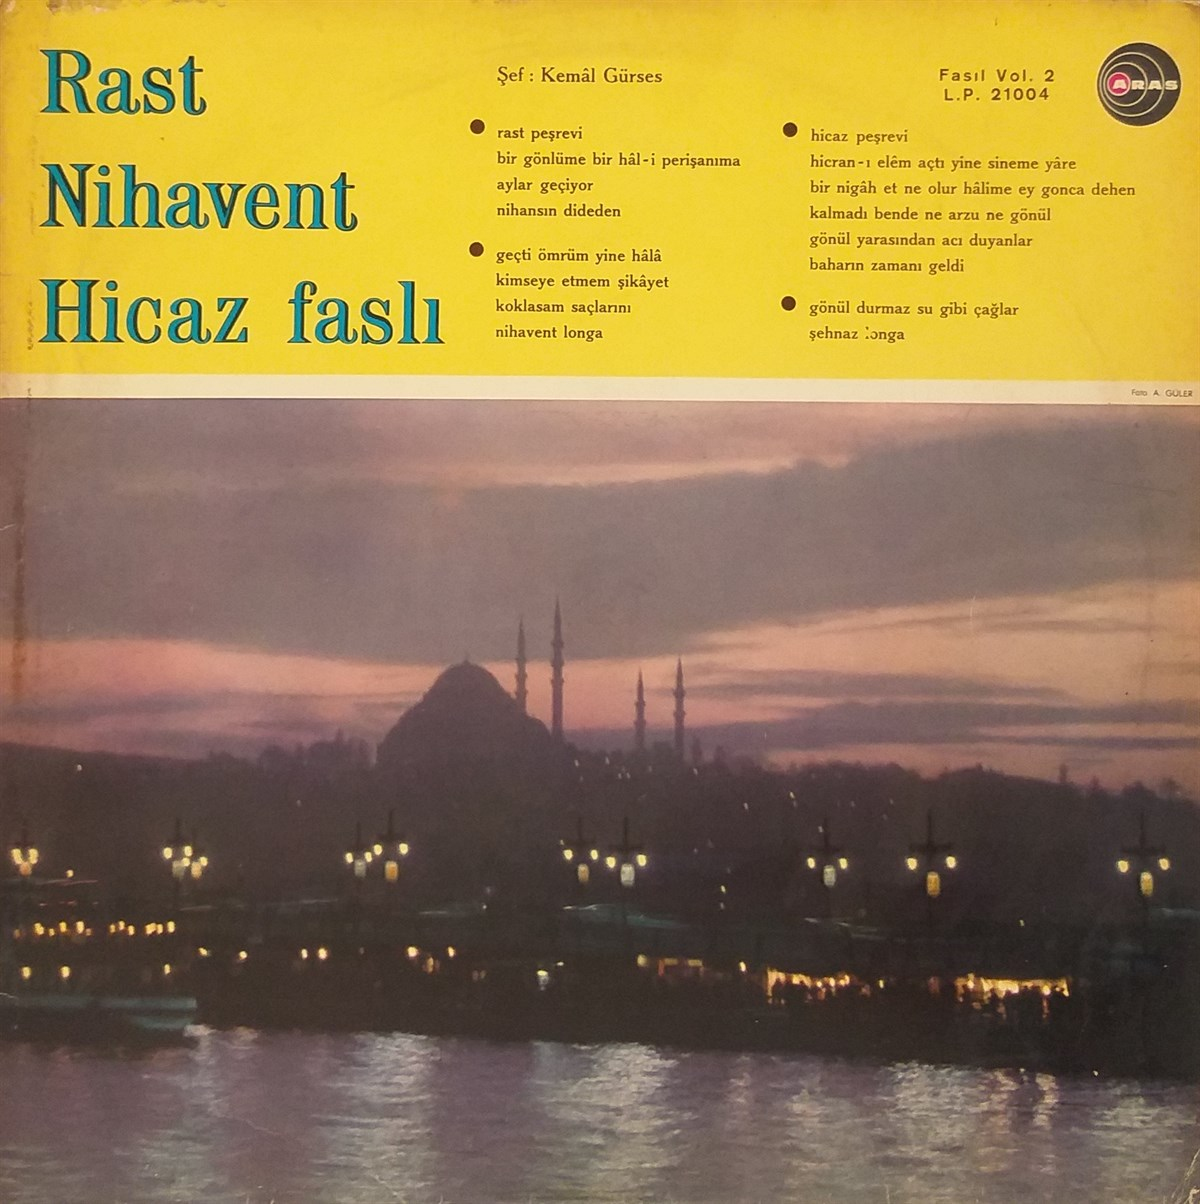 Rast
Nihavent
Hicaz faslı
Şef : Kemâl Gürses
rast peşrevi
bir gönlüme bir hâl-i perişanıma
aylar geçiyor
nihansın dideden
geçti ömrüm yine hâlâ
kimseye etmem şikâyet
koklasam saçlarını
nihavent longa
Fasıl Vol. 2
L.P. 21004
ARAS
hicaz peşrevi
hicran-ı elêm açtı yine sineme yâre
bir nigâh et ne olur hâlime ey gonca dehen
kalmadı bende ne arzu ne gönül
gönül yarasından acı duyanlar
baharın zamanı geldi
gönül durmaz su gibi çağlar
şehnaz longa
Foto A. GÜLER